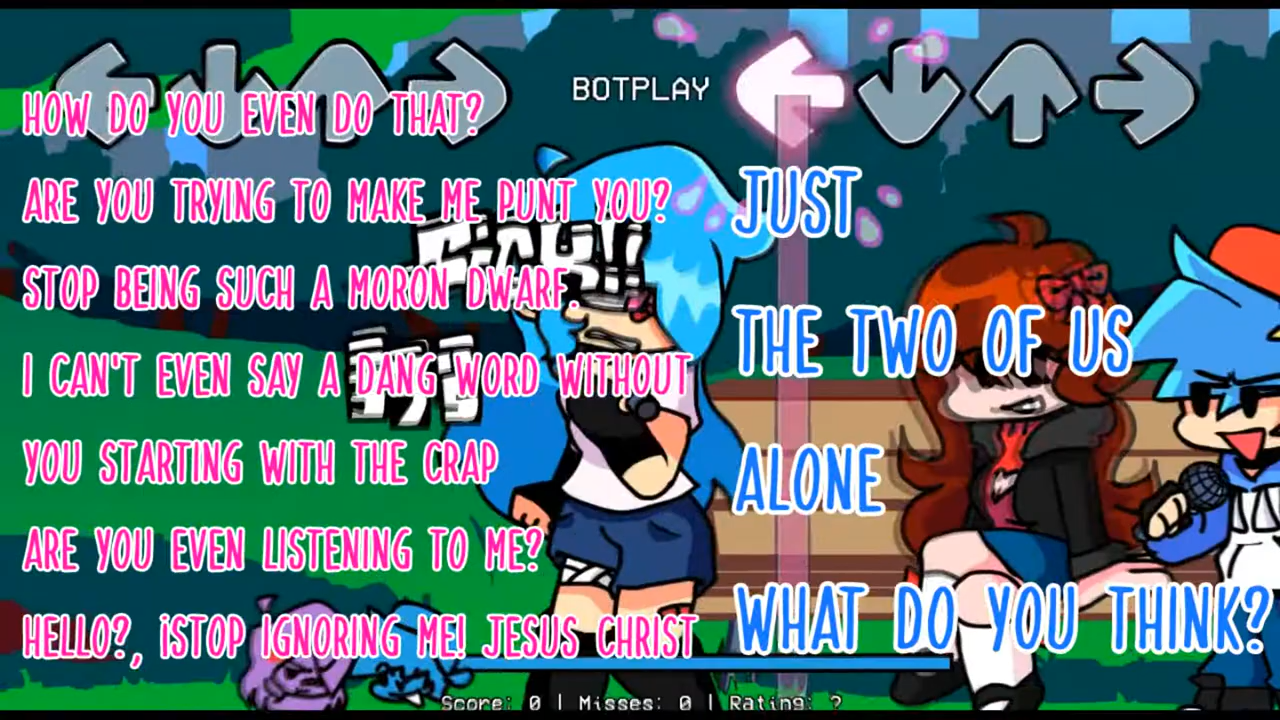 BOTPLAY
HOW DO YOU EVEN DO THAT?
ARE YOU TRYING TO MAKE ME PUNT YOU?
Sick!!
STOP BEING SUCH A MORON DWARF.
I CAN'T EVEN SAY A DANG WORD WITHOUT
YOU STARTING WITH THE CRAP
ARE YOU EVEN LISTENING TO ME?
HELLO?, ¡STOP IGNORING ME! JESUS CHRIST
JUST
THE TWO OF US
ALONE
WHAT DO YOU THINK?
Score: 0 | Misses: 0 | Rating: ?